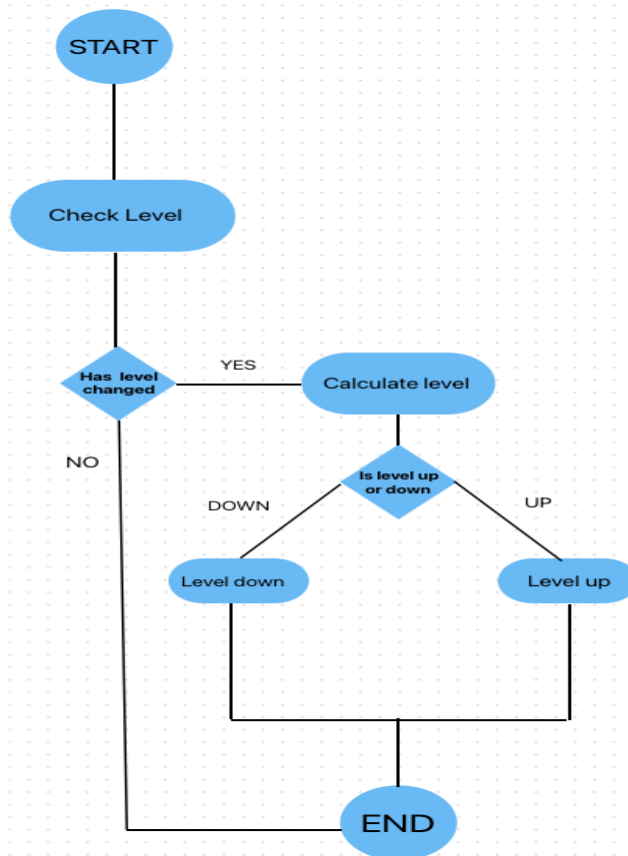 START
Check Level
Has level
changed
YES
Calculate level
NO
Is level up
or down
DOWN
UP
Level down
Level up
END